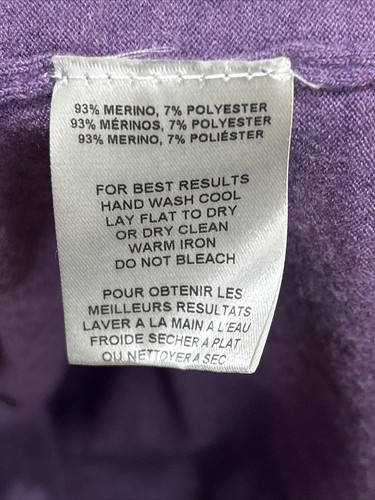 93% MERINO, 7% POLYESTER
93% MÉRINOS, 7% POLYESTER
93% MERINO, 7% POLIÉSTER
FOR BEST RESULTS
HAND WASH COOL
LAY FLAT TO DRY
OR DRY CLEAN
WARM IRON
DO NOT BLEACH
POUR OBTENIR LES
MEILLEURS RESULTATS
LAVER A LA MAIN A L'EAU
FROIDE SECHER A PLAT
OU NETTOYER A SEC